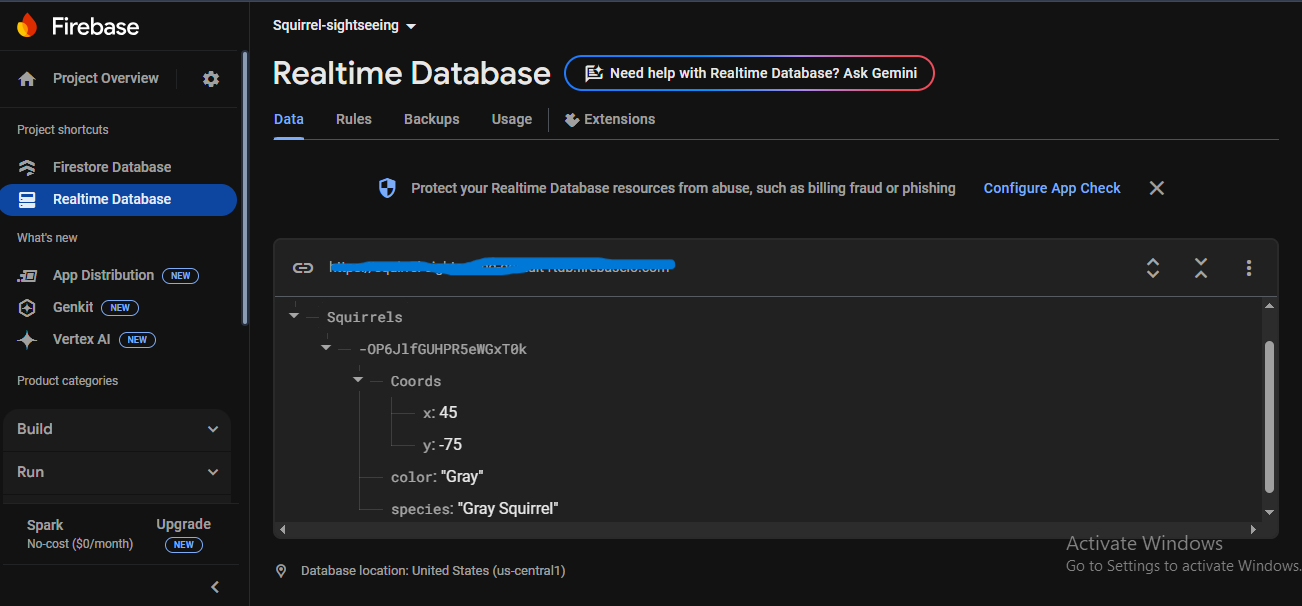 Firebase
Project Overview
Project shortcuts
Firestore Database
Realtime Database
What's new
App Distribution NEW
Genkit NEW
Vertex AI NEW
Product categories
Build
Run
Spark
No-cost ($0/month)
Upgrade
NEW
Squirrel-sightseeing
Realtime Database
Need help with Realtime Database? Ask Gemini
Data Rules Backups Usage Extensions
Protect your Realtime Database resources from abuse, such as billing fraud or phishing Configure App Check
Squirrels
-OP6JlfGUHPR5eWGxT0k
Coords
x: 45
y: -75
color: "Gray"
species: "Gray Squirrel"
Database location: United States (us-central1)
Activate Windows
Go to Settings to activate Windows.